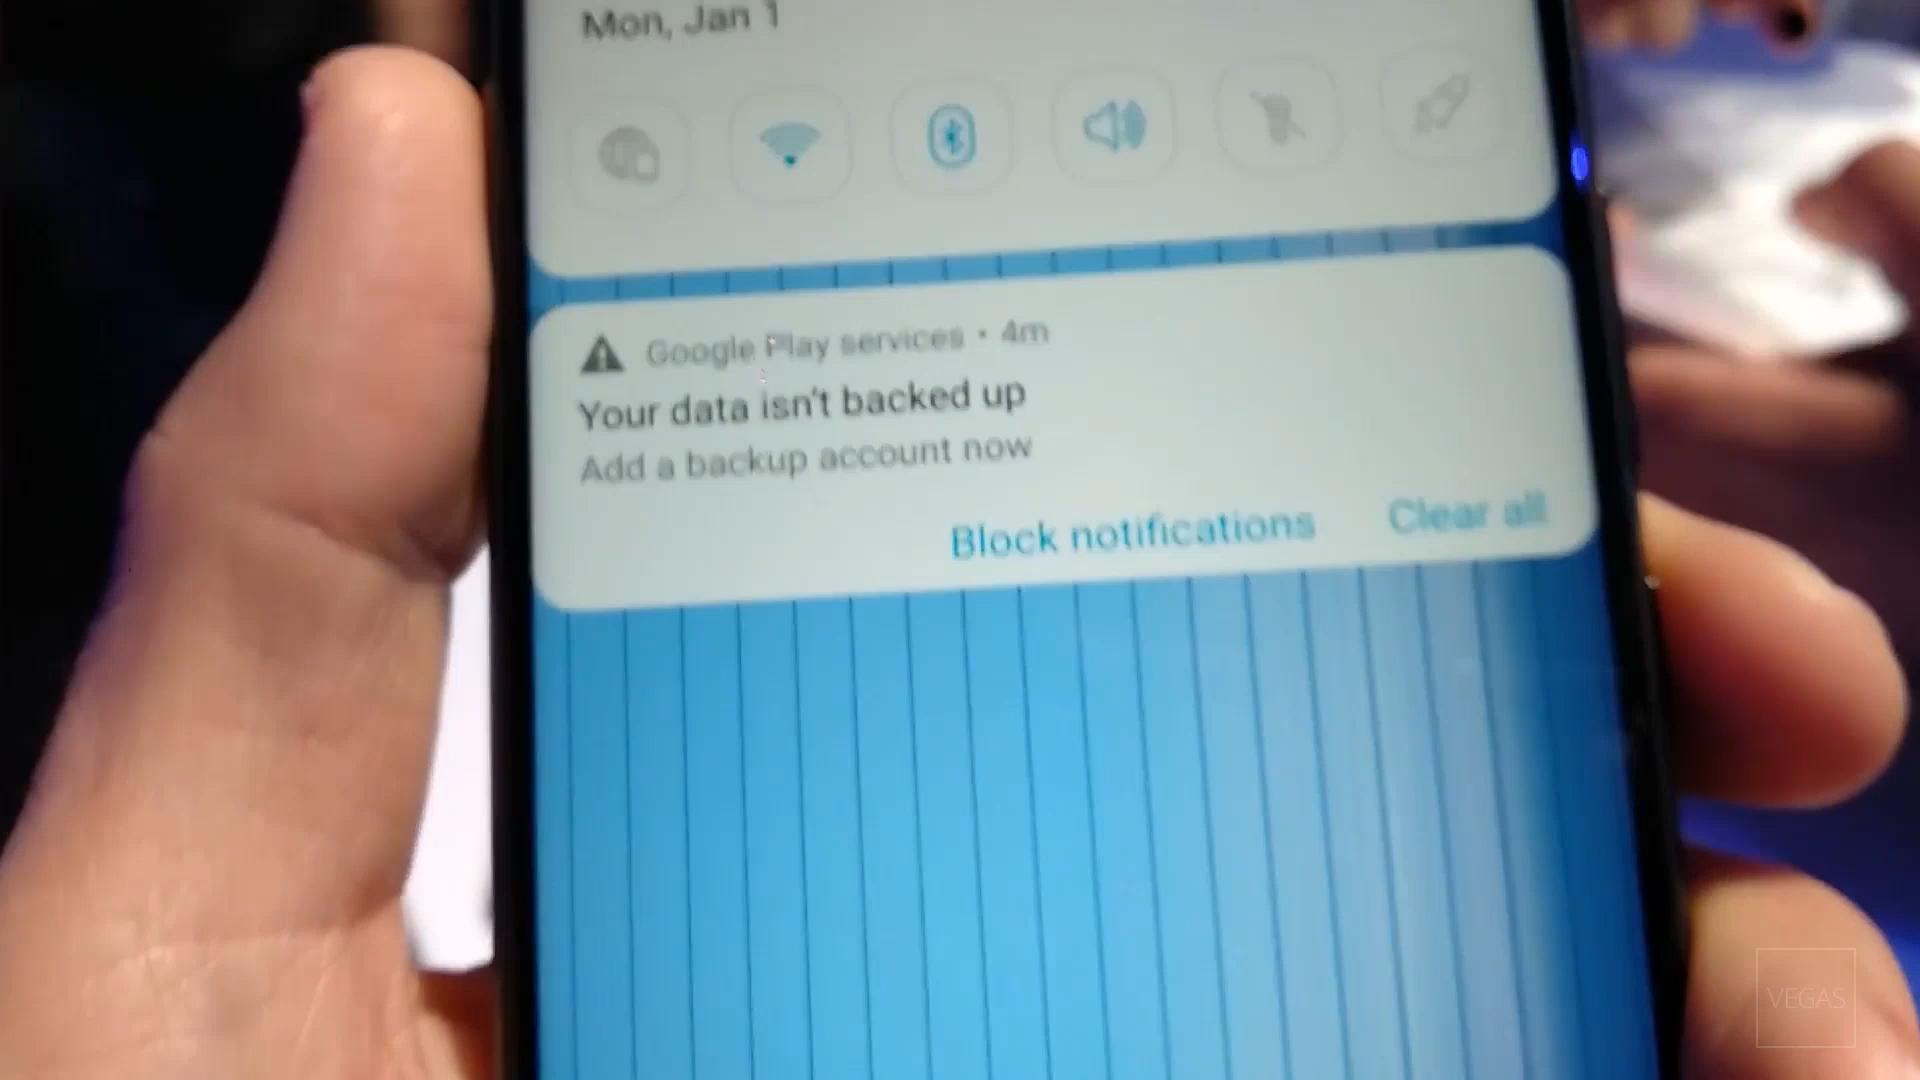 Mon, Jan 1
Google Play services • 4m
Your data isn't backed up
Add a backup account now
Block notifications Clear all
VEGAS